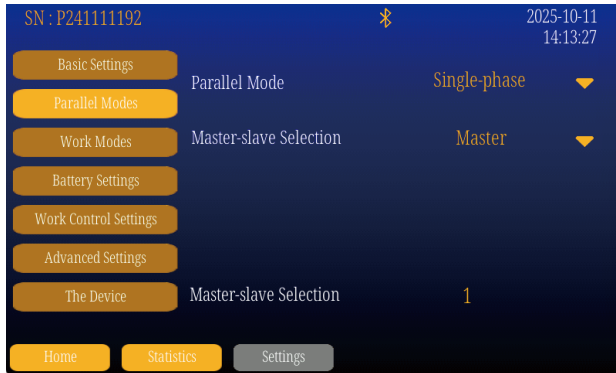 SN : P241111192
2025-10-11
14:13:27
Basic Settings
Parallel Modes
Work Modes
Battery Settings
Work Control Settings
Advanced Settings
The Device
Parallel Mode
Single-phase
Master-slave Selection
Master
Master-slave Selection
1
Home
Statistics
Settings